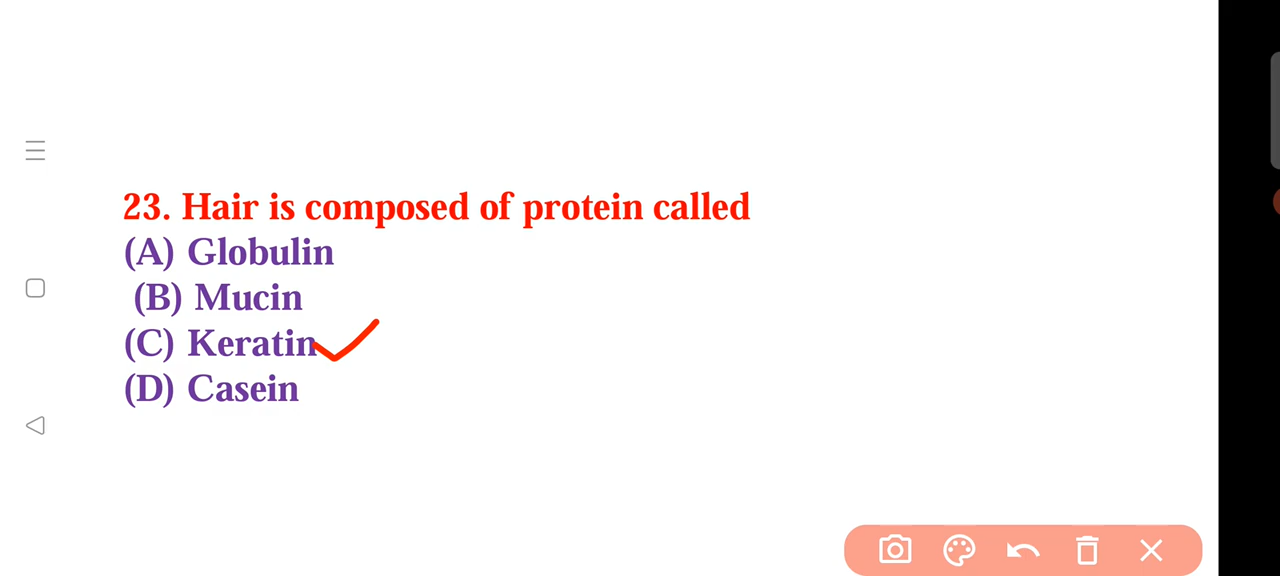 23. Hair is composed of protein called
(A) Globulin
(B) Mucin
(C) Keratin
(D) Casein